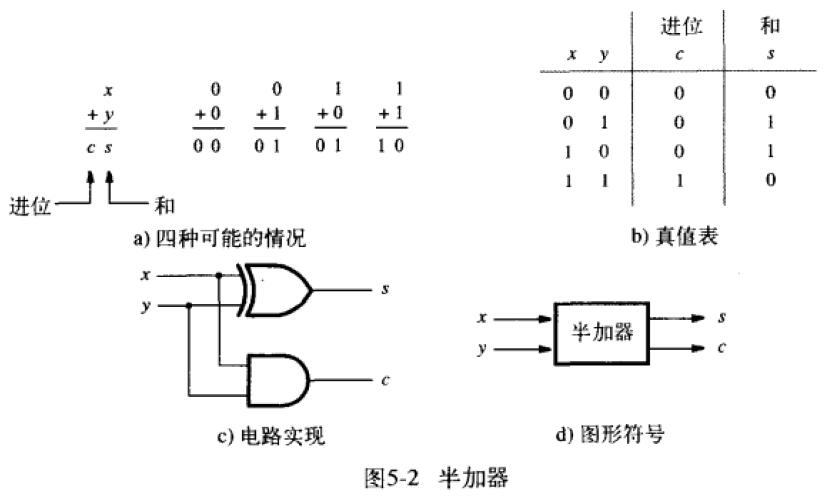 x 0 0 1 1
+ y +0 +1 +0 +1
c s 0 0 0 1 0 1 1 0
进位 和
a) 四种可能的情况
进位 和
x y c s
0 0 0 0
0 1 0 1
1 0 0 1
1 1 1 0
b) 真值表
x s
y
c
c) 电路实现
x 半加器 s
y c
d) 图形符号
图5-2 半加器